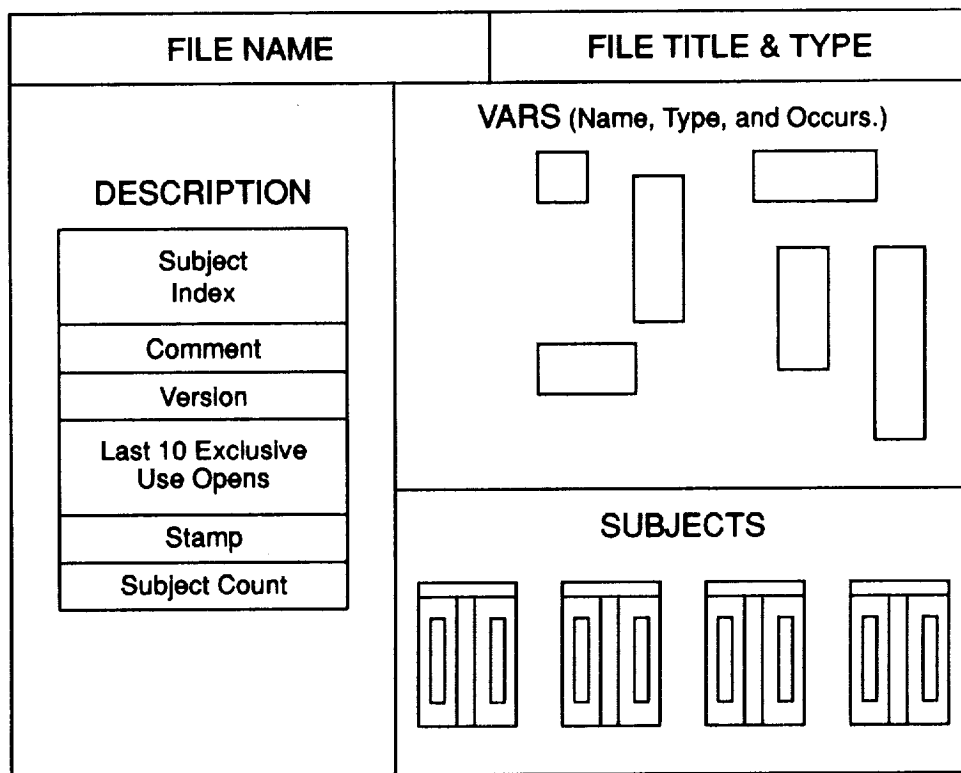 FILE NAME
FILE TITLE & TYPE
DESCRIPTION
Subject
Index
Comment
Version
Last 10 Exclusive
Use Opens
Stamp
Subject Count
VARS (Name, Type, and Occurs.)
SUBJECTS